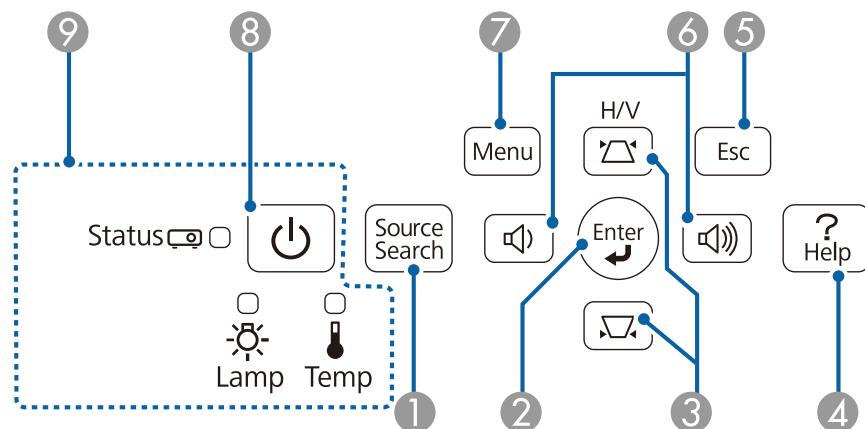 9
8
7
6
5
H/V
Menu
Esc
Status
Source
Search
Enter
?
Help
Lamp
Temp
1
2
3
4